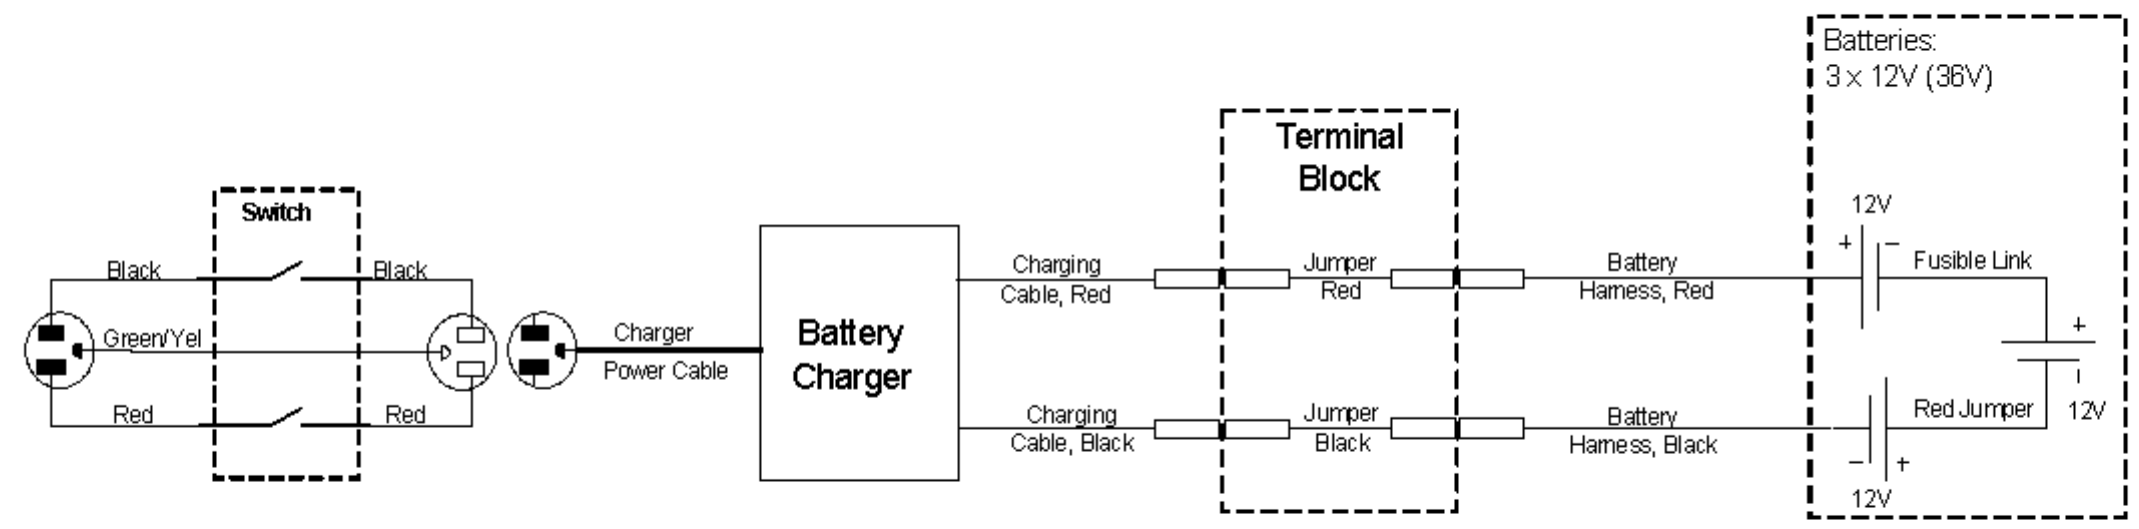 Batteries:
3 x 12V (36V)
Terminal
Block
Switch
12V
+
−
Black
Black
Charging
Cable, Red
Jumper
Red
Battery
Harness, Red
Fusible Link
Green/Yel
Charger
Power Cable
Battery
Charger
+
−
12V
Red
Red
Charging
Cable, Black
Jumper
Black
Battery
Harness, Black
Red Jumper
−
+
12V